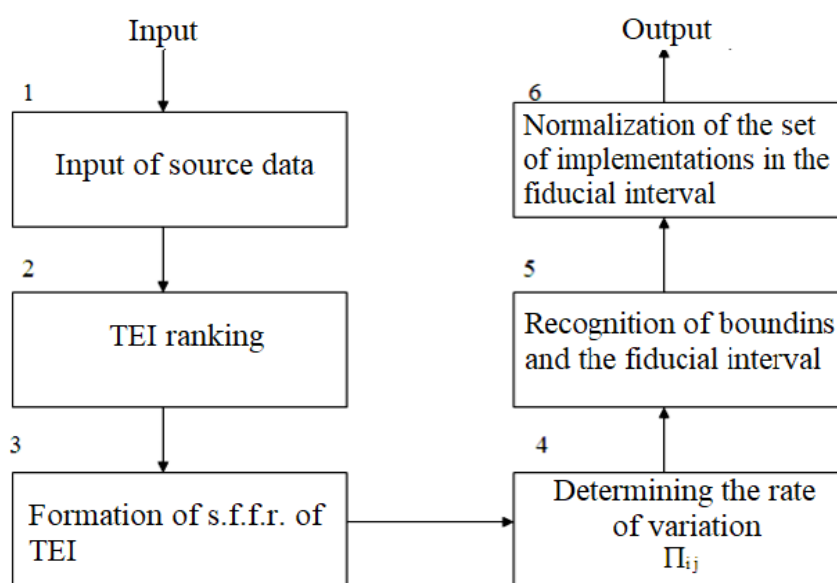 Input
1
Input of source data
2
TEI ranking
3
Formation of s.f.f.r. of
TEI
4
Determining the rate
of variation
Πij
5
Recognition of boundins
and the fiducial interval
6
Normalization of the set
of implementations in the
fiducial interval
Output